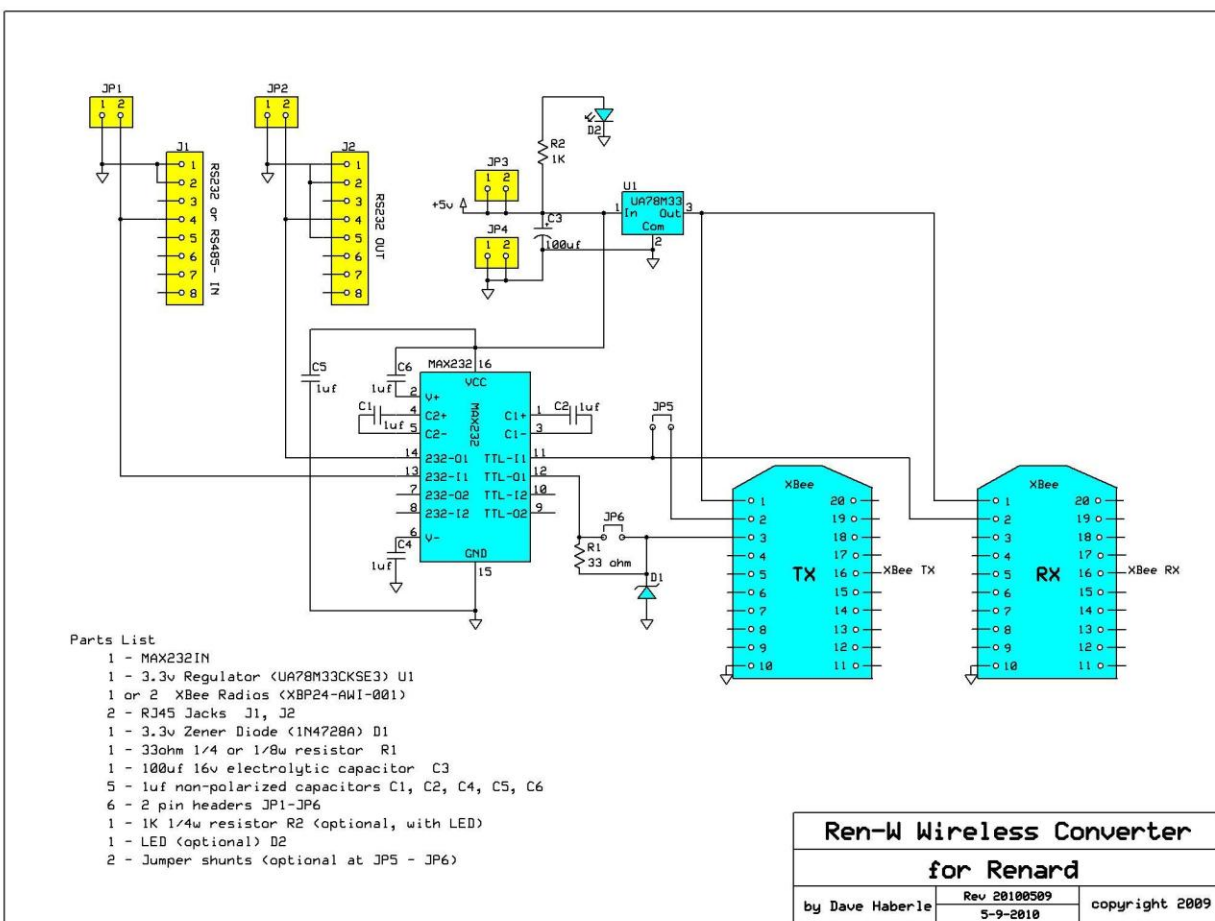 JP1
1 2
J1
1
2
3
4
5
6
7
8
RS232 or RS485- IN
JP2
1 2
J2
1
2
3
4
5
6
7
8
RS232 OUT
D2
R2
1K
JP3
1 2
+5v
C3
+
100uf
JP4
1 2
U1
UA78M33
1 In Out 3
Com
2
C5
1uf
C6
1uf
MAX232 16
VCC
MAX232
2 V+
C1
1uf
4 C2+
5 C2-
C1+ 1
C1- 3
C2
1uf
14 232-O1
13 232-I1
7 232-O2
8 232-I2
6 V-
TTL-I1 11
TTL-O1 12
TTL-I2 10
TTL-O2 9
C4
1uf
GND
15
JP5
JP6
R1
33 ohm
D1
XBee
1 20
2 19
3 18
4 17
5 TX 16 XBee TX
6 15
7 14
8 13
9 12
10 11
XBee
1 20
2 19
3 18
4 17
5 RX 16 XBee RX
6 15
7 14
8 13
9 12
10 11
Parts List
1 - MAX232IN
1 - 3.3v Regulator (UA78M33CKSE3) U1
1 or 2 XBee Radios (XBP24-AWI-001)
2 - RJ45 Jacks J1, J2
1 - 3.3v Zener Diode (1N4728A) D1
1 - 33ohm 1/4 or 1/8w resistor R1
1 - 100uf 16v electrolytic capacitor C3
5 - 1uf non-polarized capacitors C1, C2, C4, C5, C6
6 - 2 pin headers JP1-JP6
1 - 1K 1/4w resistor R2 (optional, with LED)
1 - LED (optional) D2
2 - Jumper shunts (optional at JP5 - JP6)
Ren-W Wireless Converter
for Renard
by Dave Haberle
Rev 20100509
5-9-2010
copyright 2009